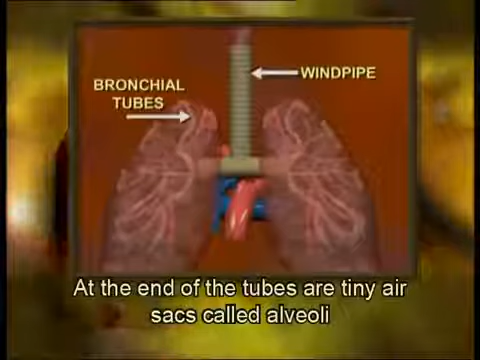 BRONCHIAL
TUBES
WINDPIPE
At the end of the tubes are tiny air
sacs called alveoli